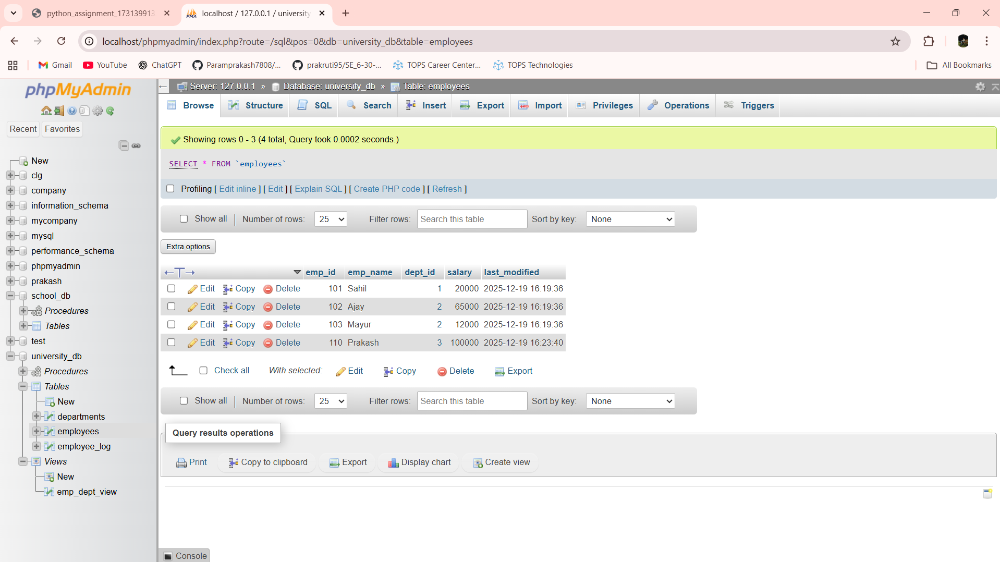 python_assignment_173139913
localhost / 127.0.0.1 / university
localhost/phpmyadmin/index.php?route=/sql&pos=0&db=university_db&table=employees
Gmail YouTube ChatGPT Paramprakash7808/... prakruti95/SE_6-30-... TOPS Career Center... TOPS Technologies All Bookmarks
phpMyAdmin
Recent Favorites
New
clg
company
information_schema
mycompany
mysql
performance_schema
phpmyadmin
prakash
school_db
Procedures
Tables
test
university_db
Procedures
Tables
New
departments
employees
employee_log
Views
New
emp_dept_view
Server: 127.0.0.1 » Database: university_db » Table: employees
Browse Structure SQL Search Insert Export Import Privileges Operations Triggers
Showing rows 0 - 3 (4 total, Query took 0.0002 seconds.)
SELECT * FROM `employees`
Profiling [ Edit inline ] [ Edit ] [ Explain SQL ] [ Create PHP code ] [ Refresh ]
Show all | Number of rows: 25 Filter rows: Search this table Sort by key: None
Extra options
emp_id emp_name dept_id salary last_modified
Edit Copy Delete 101 Sahil 1 20000 2025-12-19 16:19:36
Edit Copy Delete 102 Ajay 2 65000 2025-12-19 16:19:36
Edit Copy Delete 103 Mayur 2 12000 2025-12-19 16:19:36
Edit Copy Delete 110 Prakash 3 100000 2025-12-19 16:23:40
Check all With selected: Edit Copy Delete Export
Show all | Number of rows: 25 Filter rows: Search this table Sort by key: None
Query results operations
Print Copy to clipboard Export Display chart Create view
Console